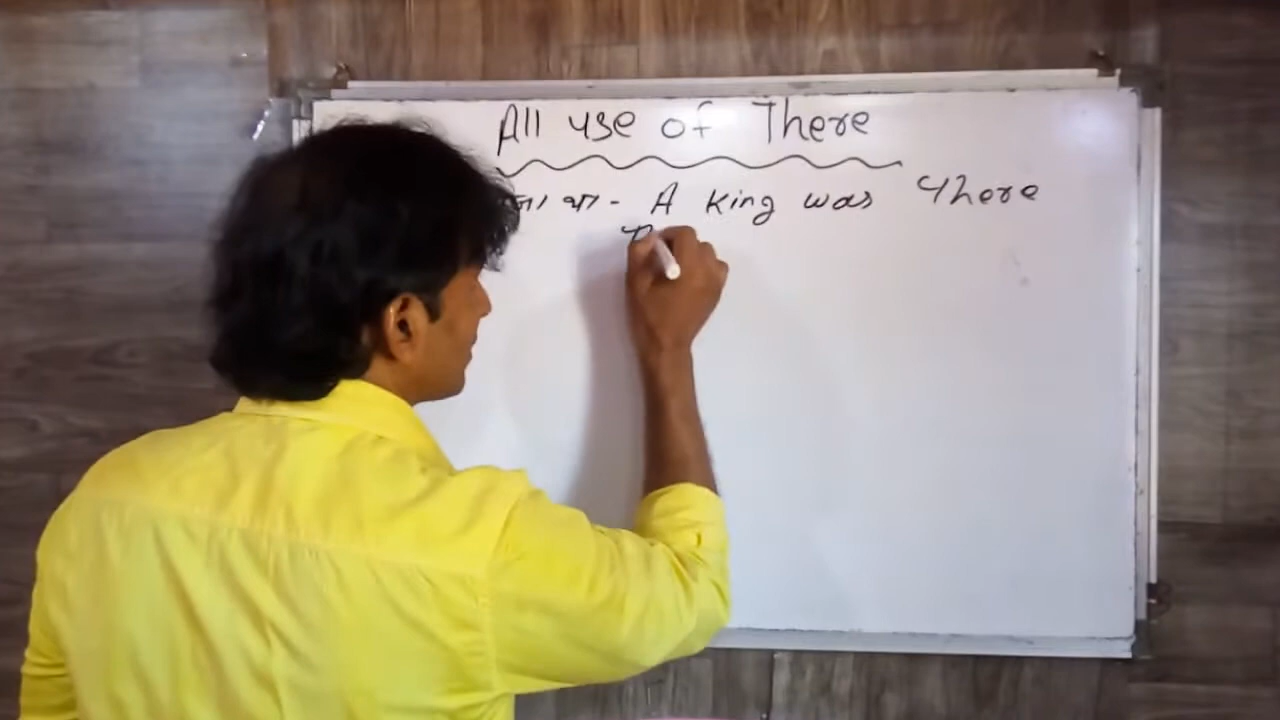 All use of There
था - A king was There